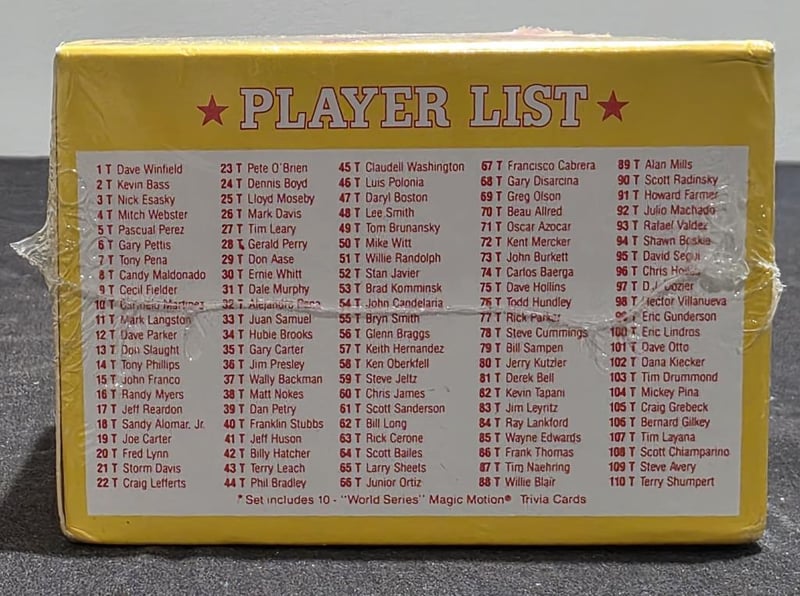 ★ PLAYER LIST ★
1 T Dave Winfield
2 T Kevin Bass
3 T Nick Esasky
4 T Mitch Webster
5 T Pascual Perez
6 T Gary Pettis
7 T Tony Pena
8 T Candy Maldonado
9 T Cecil Fielder
10 T Carmelo Martinez
11 T Mark Langston
12 T Dave Parker
13 T Don Slaught
14 T Tony Phillips
15 T John Franco
16 T Randy Myers
17 T Jeff Reardon
18 T Sandy Alomar, Jr.
19 T Joe Carter
20 T Fred Lynn
21 T Storm Davis
22 T Craig Lefferts
23 T Pete O'Brien
24 T Dennis Boyd
25 T Lloyd Moseby
26 T Mark Davis
27 T Tim Leary
28 T Gerald Perry
29 T Don Aase
30 T Ernie Whitt
31 T Dale Murphy
32 T Alejandro Pena
33 T Juan Samuel
34 T Hubie Brooks
35 T Gary Carter
36 T Jim Presley
37 T Wally Backman
38 T Matt Nokes
39 T Dan Petry
40 T Franklin Stubbs
41 T Jeff Huson
42 T Billy Hatcher
43 T Terry Leach
44 T Phil Bradley
45 T Claudell Washington
46 T Luis Polonia
47 T Daryl Boston
48 T Lee Smith
49 T Tom Brunansky
50 T Mike Witt
51 T Willie Randolph
52 T Stan Javier
53 T Brad Komminsk
54 T John Candelaria
55 T Bryn Smith
56 T Glenn Braggs
57 T Keith Hernandez
58 T Ken Oberkfell
59 T Steve Jeltz
60 T Chris James
61 T Scott Sanderson
62 T Bill Long
63 T Rick Cerone
64 T Scott Bailes
65 T Larry Sheets
66 T Junior Ortiz
67 T Francisco Cabrera
68 T Gary Disarcina
69 T Greg Olson
70 T Beau Allred
71 T Oscar Azocar
72 T Kent Mercker
73 T John Burkett
74 T Carlos Baerga
75 T Dave Hollins
76 T Todd Hundley
77 T Rick Parker
78 T Steve Cummings
79 T Bill Sampen
80 T Jerry Kutzler
81 T Derek Bell
82 T Kevin Tapani
83 T Jim Leyritz
84 T Ray Lankford
85 T Wayne Edwards
86 T Frank Thomas
87 T Tim Naehring
88 T Willie Blair
89 T Alan Mills
90 T Scott Radinsky
91 T Howard Farmer
92 T Julio Machado
93 T Rafael Valdez
94 T Shawn Boskie
95 T David Segui
96 T Chris Hoiles
97 T D.J. Dozier
98 T Hector Villanueva
99 T Eric Gunderson
100 T Eric Lindros
101 T Dave Otto
102 T Dana Kiecker
103 T Tim Drummond
104 T Mickey Pina
105 T Craig Grebeck
106 T Bernard Gilkey
107 T Tim Layana
108 T Scott Chiamparino
109 T Steve Avery
110 T Terry Shumpert
*Set includes 10 - "World Series" Magic Motion® Trivia Cards